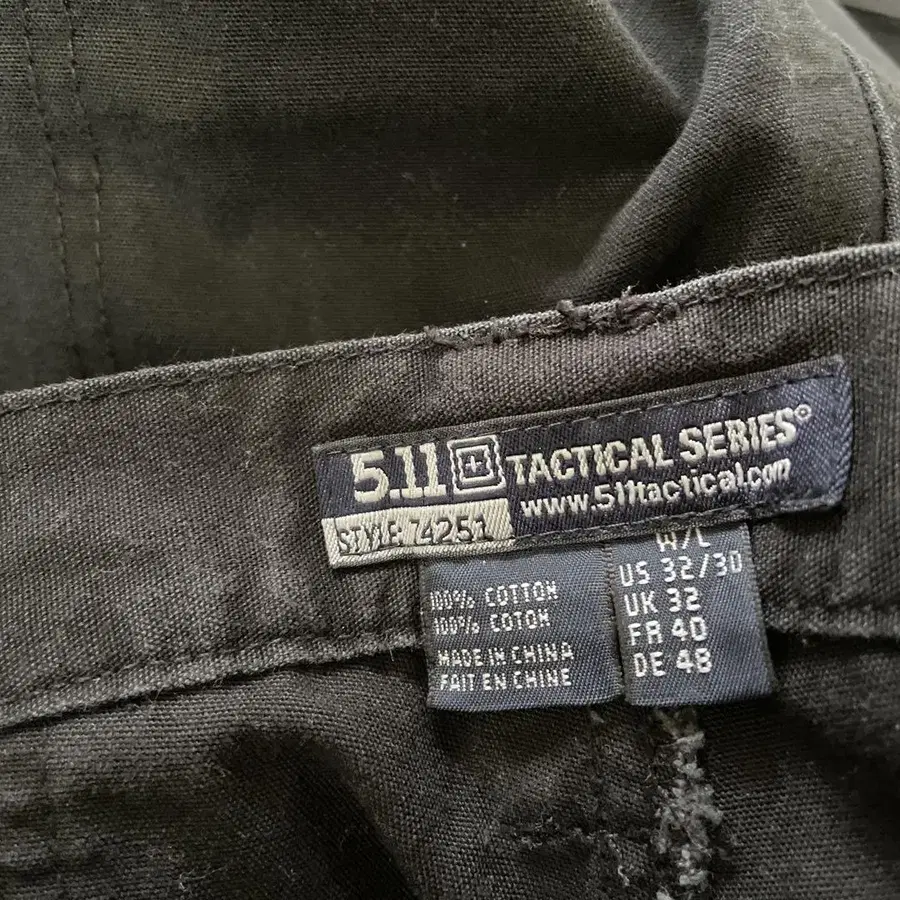 5.11 TACTICAL SERIES®
www.511tactical.com
STYLE: 74251
100% COTTON
100% COTON
MADE IN CHINA
FAIT EN CHINE
W/L
US 32/30
UK 32
FR 40
DE 48